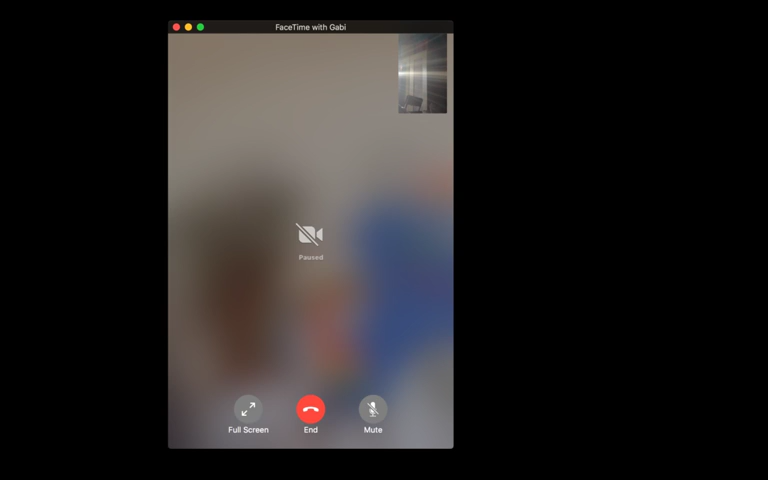 FaceTime with Gabi
Paused
Full Screen
End
Mute